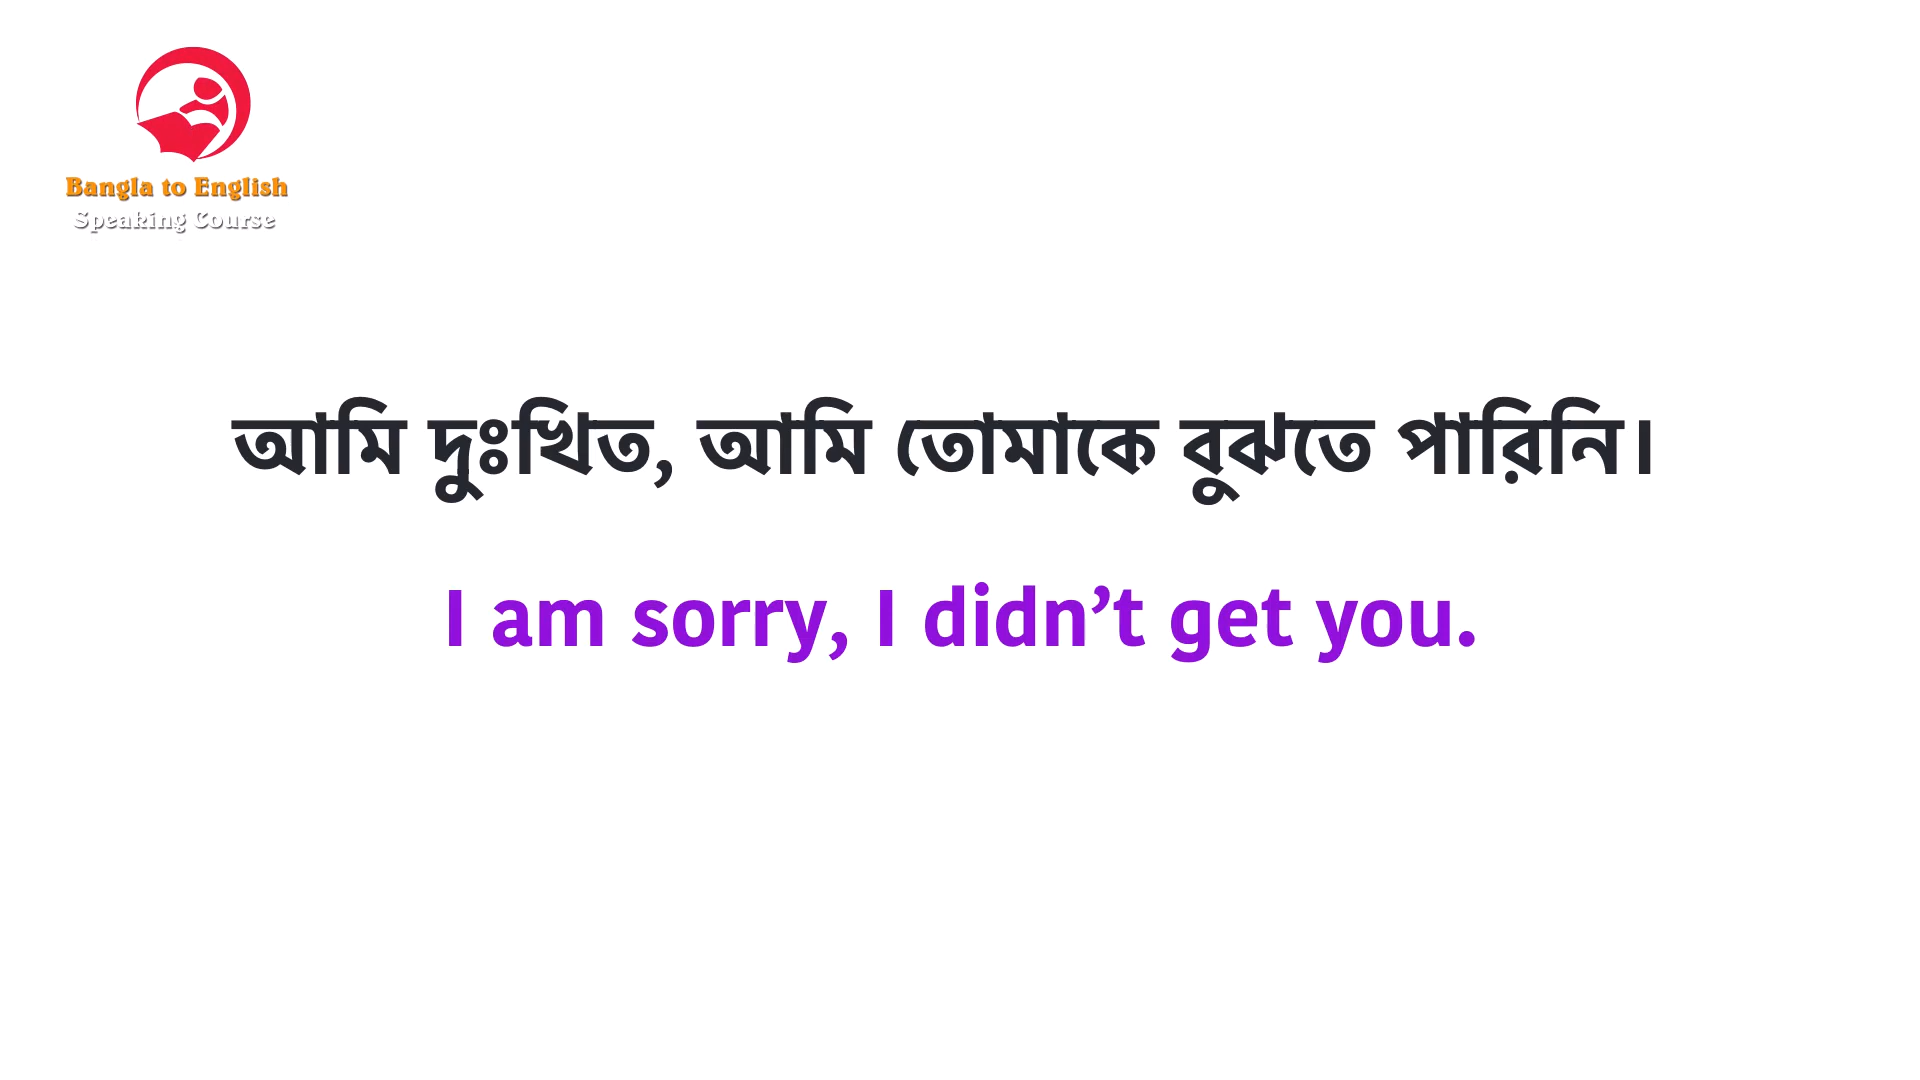 Bangla to English
Speaking Course
আমি দুঃখিত, আমি তোমাকে বুঝতে পারিনি।
I am sorry, I didn’t get you.